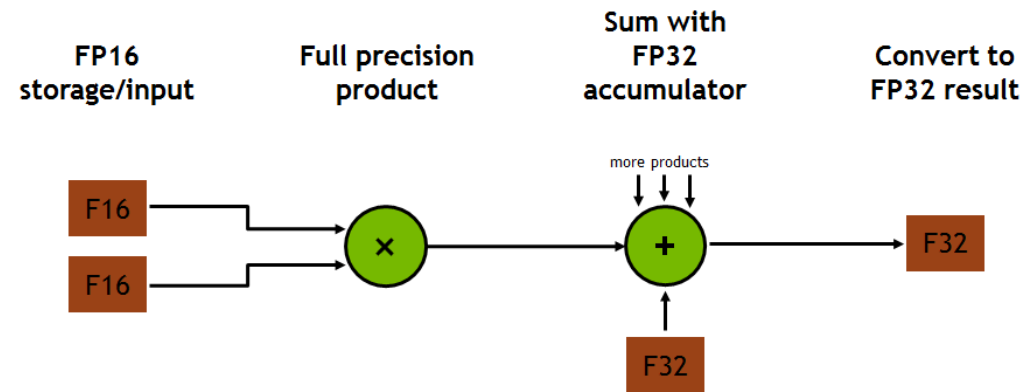 FP16
storage/input
Full precision
product
Sum with
FP32
accumulator
Convert to
FP32 result
more products
F16
×
+
F32
F16
F32